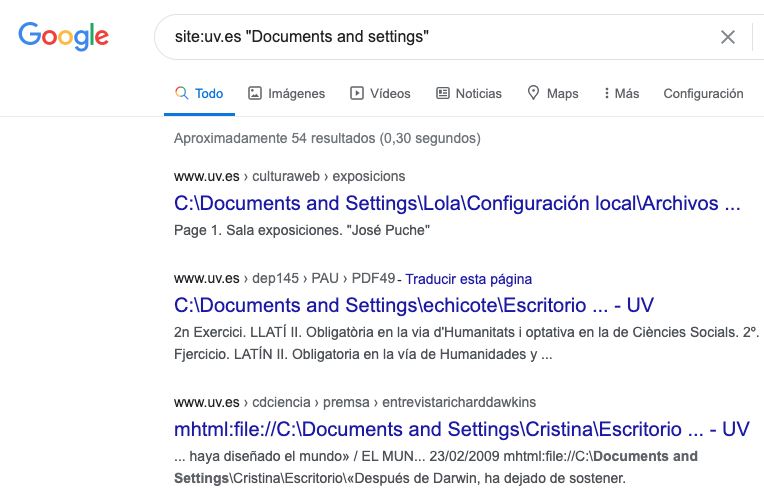 Google
site:uv.es "Documents and settings"
Todo Imágenes Vídeos Noticias Maps Más Configuración
Aproximadamente 54 resultados (0,30 segundos)
www.uv.es › culturaweb › exposicions
C:\Documents and Settings\Lola\Configuración local\Archivos ...
Page 1. Sala exposiciones. "José Puche"
www.uv.es › dep145 › PAU › PDF49 - Traducir esta página
C:\Documents and Settings\echicote\Escritorio ... - UV
2n Exercici. LLATÍ II. Obligatòria en la via d'Humanitats i optativa en la de Ciències Socials. 2º.
Fjercicio. LATÍN II. Obligatoria en la vía de Humanidades y ...
www.uv.es › cdciencia › premsa › entrevistaricharddawkins
mhtml:file://C:\Documents and Settings\Cristina\Escritorio ... - UV
... haya diseñado el mundo» / EL MUN... 23/02/2009 mhtml:file://C:\Documents and
Settings\Cristina\Escritorio\«Después de Darwin, ha dejado de sostener.